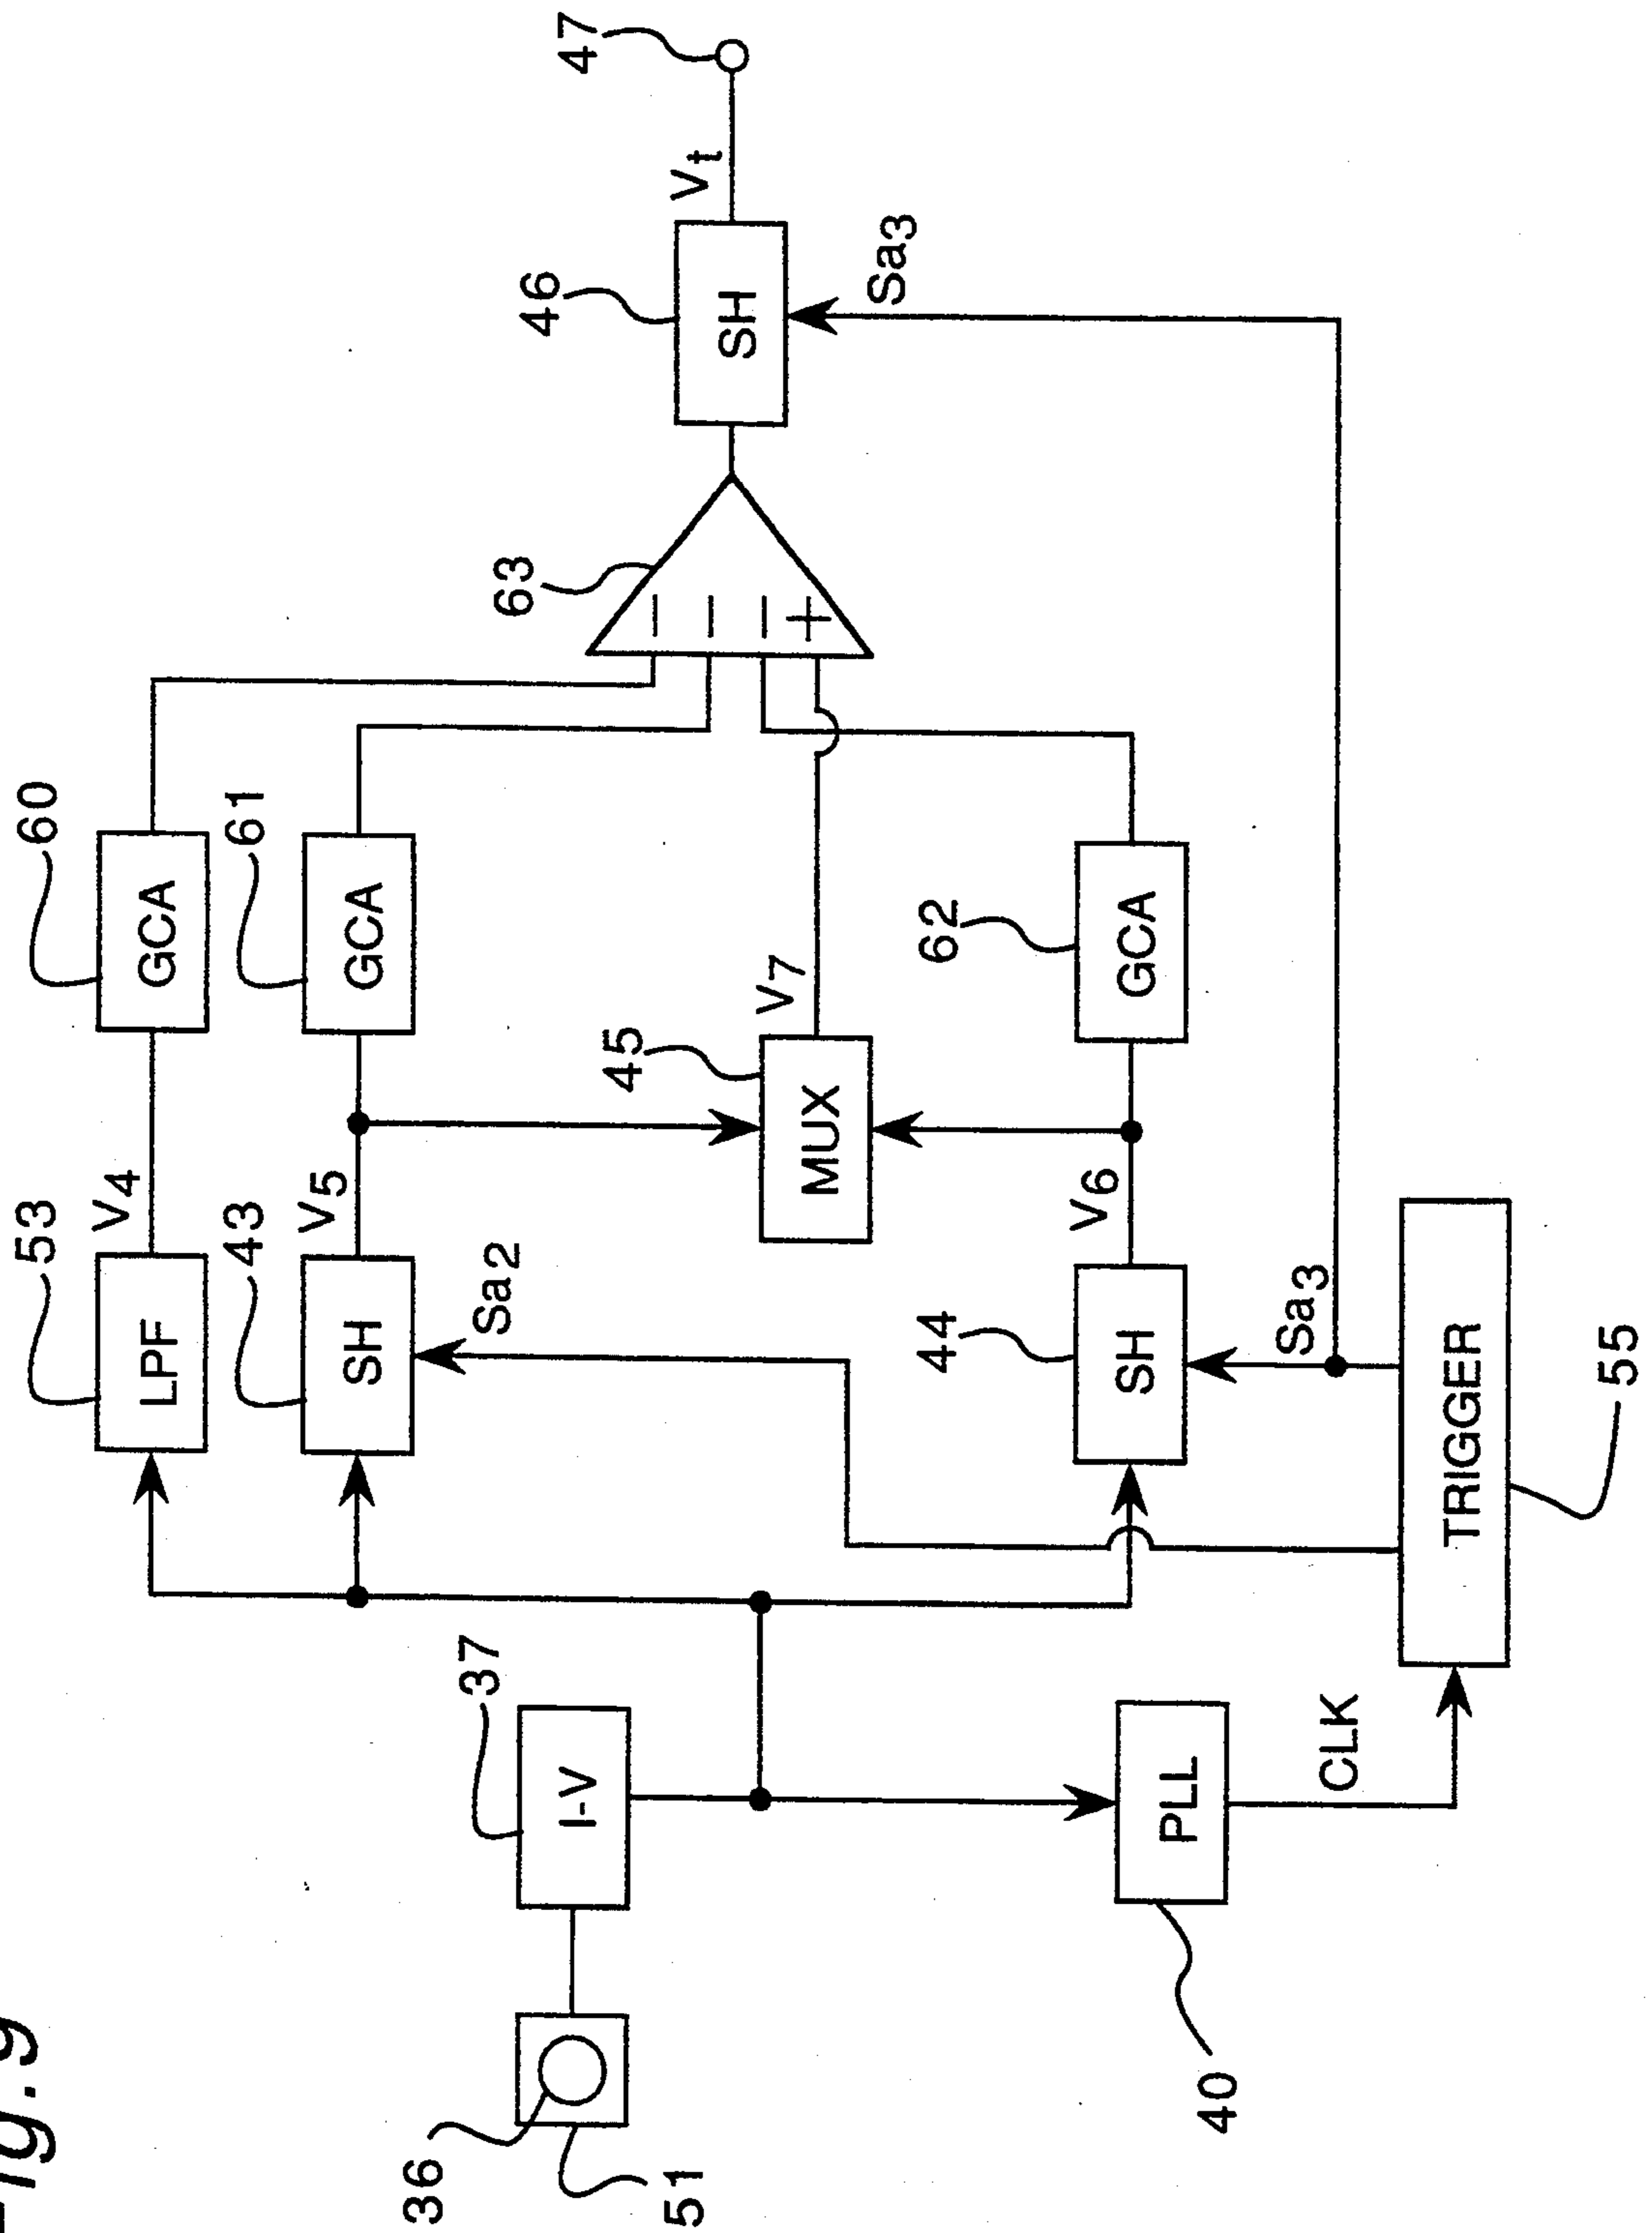 Fig. 9
53
V4
60
LPF
GCA
43
V5
61
SH
GCA
Sa2
36
51
37
I-V
45
MUX
V7
63
−
−
−
+
46
SH
Vt
47
Sa3
44
SH
V6
62
GCA
Sa3
40
PLL
CLK
TRIGGER
55